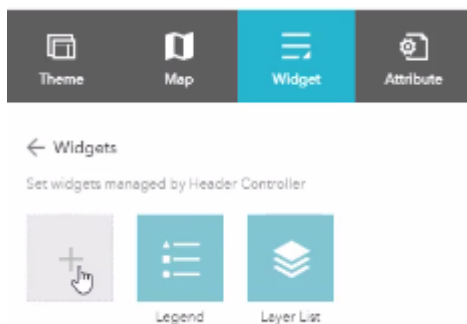 Theme Map Widget Attribute
← Widgets
Set widgets managed by Header Controller
Legend Layer List